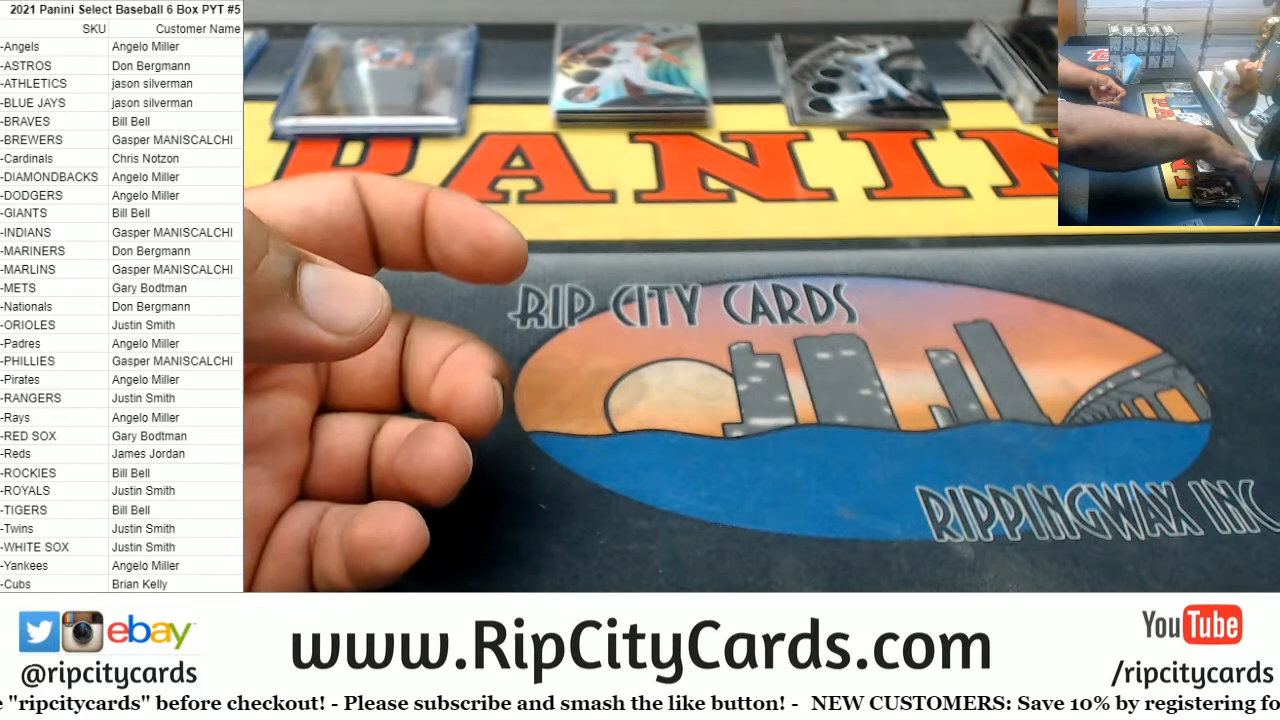 2021 Panini Select Baseball 6 Box PYT #5
SKU Customer Name
-Angels Angelo Miller
-ASTROS Don Bergmann
-ATHLETICS jason silverman
-BLUE JAYS jason silverman
-BRAVES Bill Bell
-BREWERS Gasper MANISCALCHI
-Cardinals Chris Notzon
-DIAMONDBACKS Angelo Miller
-DODGERS Angelo Miller
-GIANTS Bill Bell
-INDIANS Gasper MANISCALCHI
-MARINERS Don Bergmann
-MARLINS Gasper MANISCALCHI
-METS Gary Bodtman
-Nationals Don Bergmann
-ORIOLES Justin Smith
-Padres Angelo Miller
-PHILLIES Gasper MANISCALCHI
-Pirates Angelo Miller
-RANGERS Justin Smith
-Rays Angelo Miller
-RED SOX Gary Bodtman
-Reds James Jordan
-ROCKIES Bill Bell
-ROYALS Justin Smith
-TIGERS Bill Bell
-Twins Justin Smith
-WHITE SOX Justin Smith
-Yankees Angelo Miller
-Cubs Brian Kelly
PANIN
RIP CITY CARDS
RIPPINGWAX INC
ebay
@ripcitycards
www.RipCityCards.com
YouTube
/ripcitycards
e "ripcitycards" before checkout! - Please subscribe and smash the like button! - NEW CUSTOMERS: Save 10% by registering fo